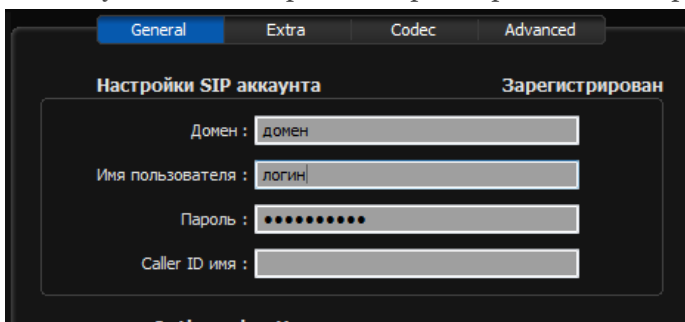 General Extra Codec Advanced
Настройки SIP аккаунта Зарегистрирован
Домен : домен
Имя пользователя : логин
Пароль : ●●●●●●●●●●
Caller ID имя :